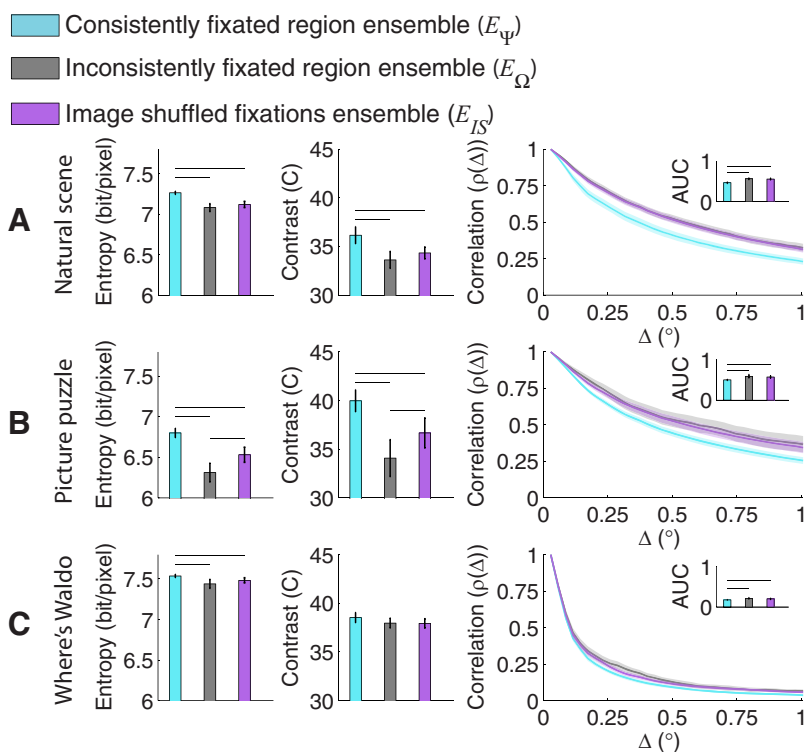 Consistently fixated region ensemble (E_Ψ)
Inconsistently fixated region ensemble (E_Ω)
Image shuffled fixations ensemble (E_IS)
A
Natural scene
Entropy (bit/pixel)
7.5
7
6.5
6
Contrast (C)
45
40
35
30
Correlation (ρ(Δ))
1
0.75
0.5
0.25
0
0
0.25
0.5
0.75
1
Δ (°)
AUC
1
0
B
Picture puzzle
Entropy (bit/pixel)
7.5
7
6.5
6
Contrast (C)
45
40
35
30
Correlation (ρ(Δ))
1
0.75
0.5
0.25
0
0
0.25
0.5
0.75
1
Δ (°)
AUC
1
0
C
Where's Waldo
Entropy (bit/pixel)
7.5
7
6.5
6
Contrast (C)
45
40
35
30
Correlation (ρ(Δ))
1
0.75
0.5
0.25
0
0
0.25
0.5
0.75
1
Δ (°)
AUC
1
0